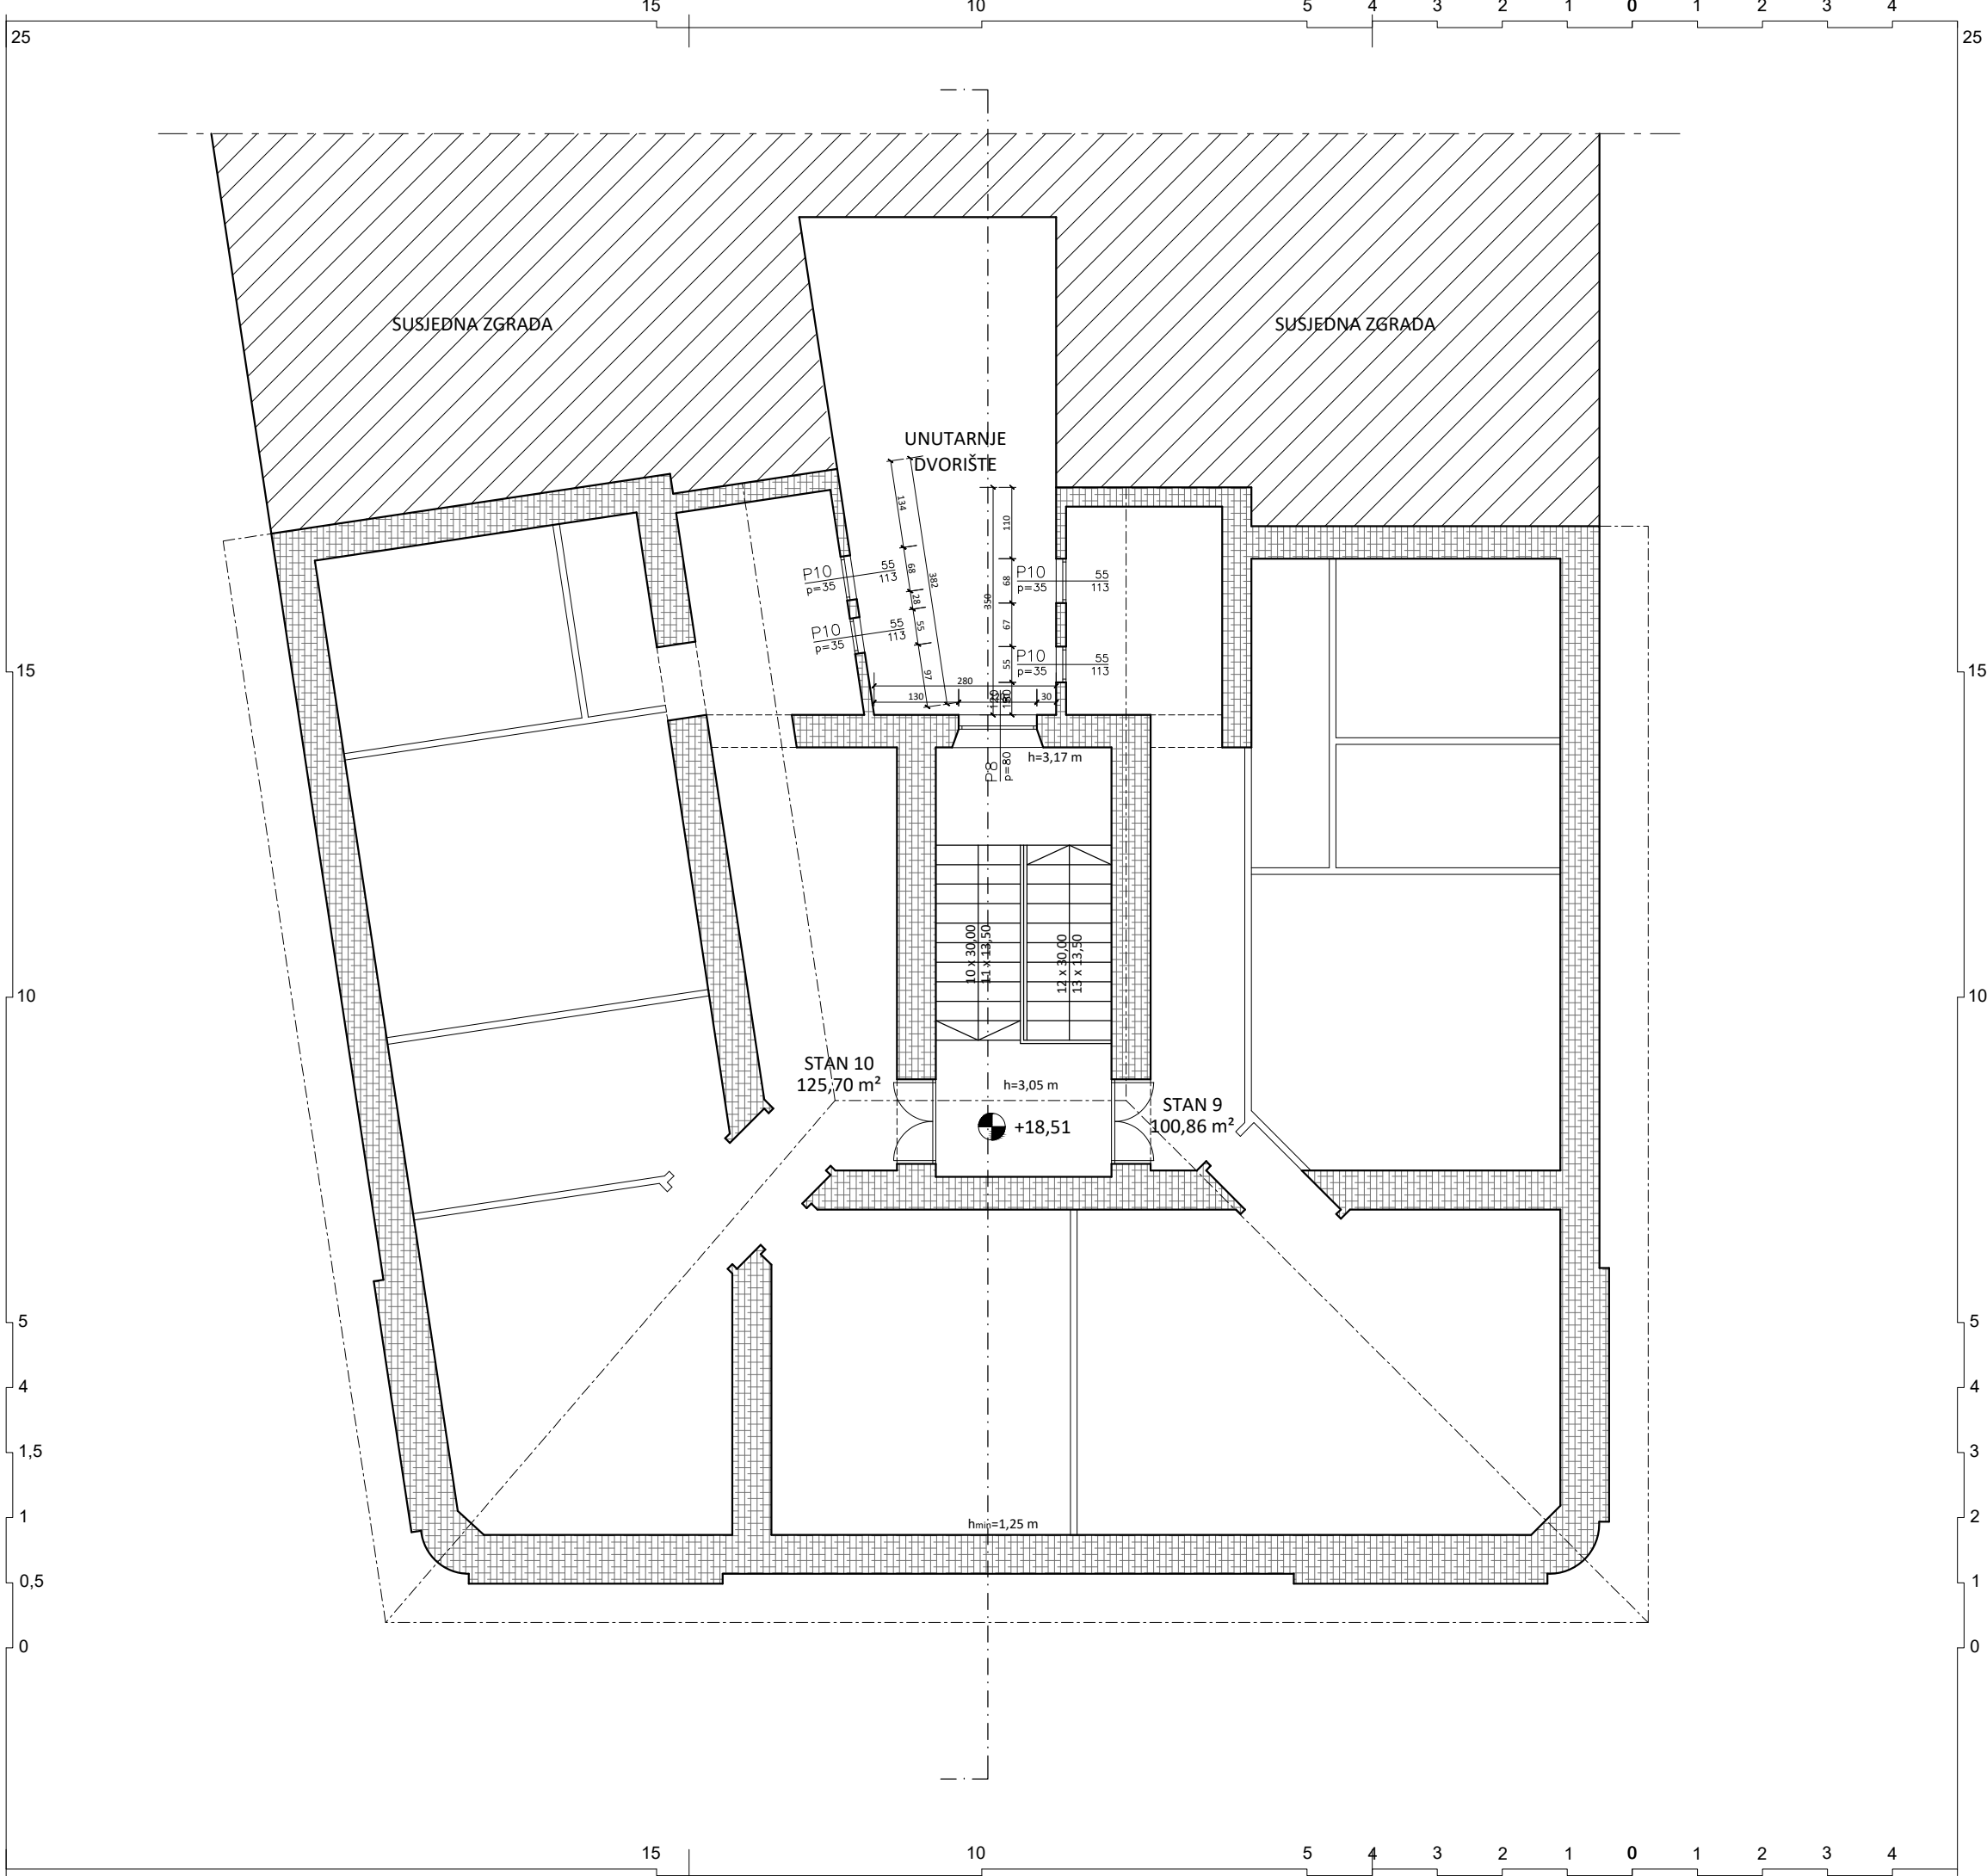 15 10 5 4 3 2 1 0 1 2 3 4
25 25
SUSJEDNA ZGRADA SUSJEDNA ZGRADA
UNUTARNJE
DVORIŠTE
134
68
28
55
97
382
350
110
68
67
55
P10 55
p=35 113
P10 55
p=35 113
P10 55
p=35 113
P10 55
p=35 113
280
130 30
P8
p=80
h=3,17 m
15 15
10 x 30,00
11 x 13,50
12 x 30,00
13 x 13,50
10 10
STAN 10
125,70 m²
h=3,05 m
+18,51
STAN 9
100,86 m²
5 5
4 4
1,5 3
1 2
hmin=1,25 m
0,5 1
0 0
15 10 5 4 3 2 1 0 1 2 3 4